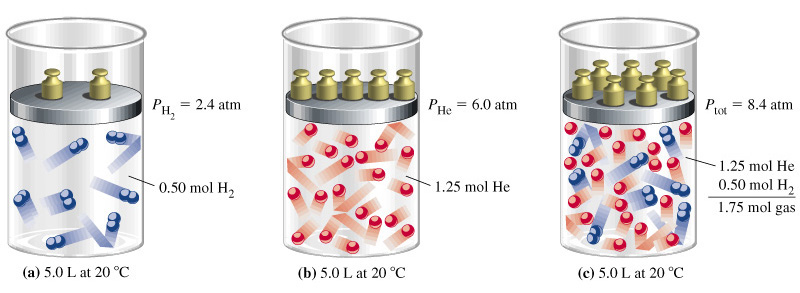 P_H₂ = 2.4 atm
0.50 mol H₂
(a) 5.0 L at 20 °C
P_He = 6.0 atm
1.25 mol He
(b) 5.0 L at 20 °C
P_tot = 8.4 atm
1.25 mol He
0.50 mol H₂
1.75 mol gas
(c) 5.0 L at 20 °C